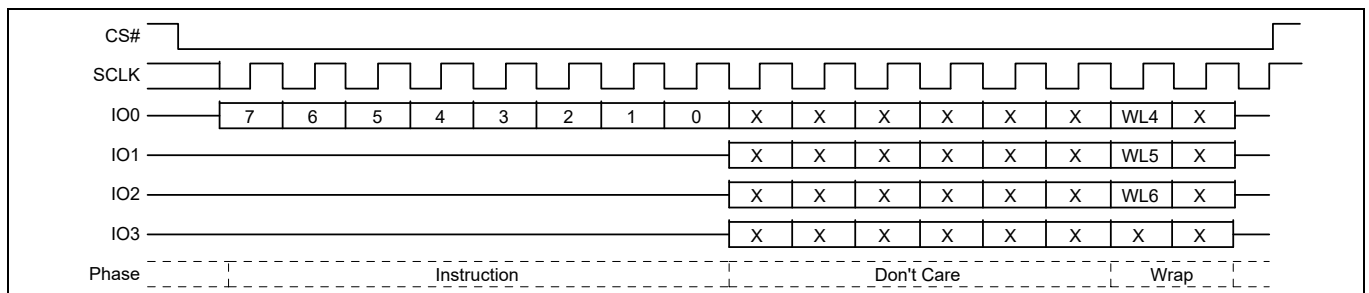 CS#
SCLK
IO0 7 6 5 4 3 2 1 0 X X X X X X WL4 X
IO1 X X X X X X WL5 X
IO2 X X X X X X WL6 X
IO3 X X X X X X X X
Phase Instruction Don't Care Wrap